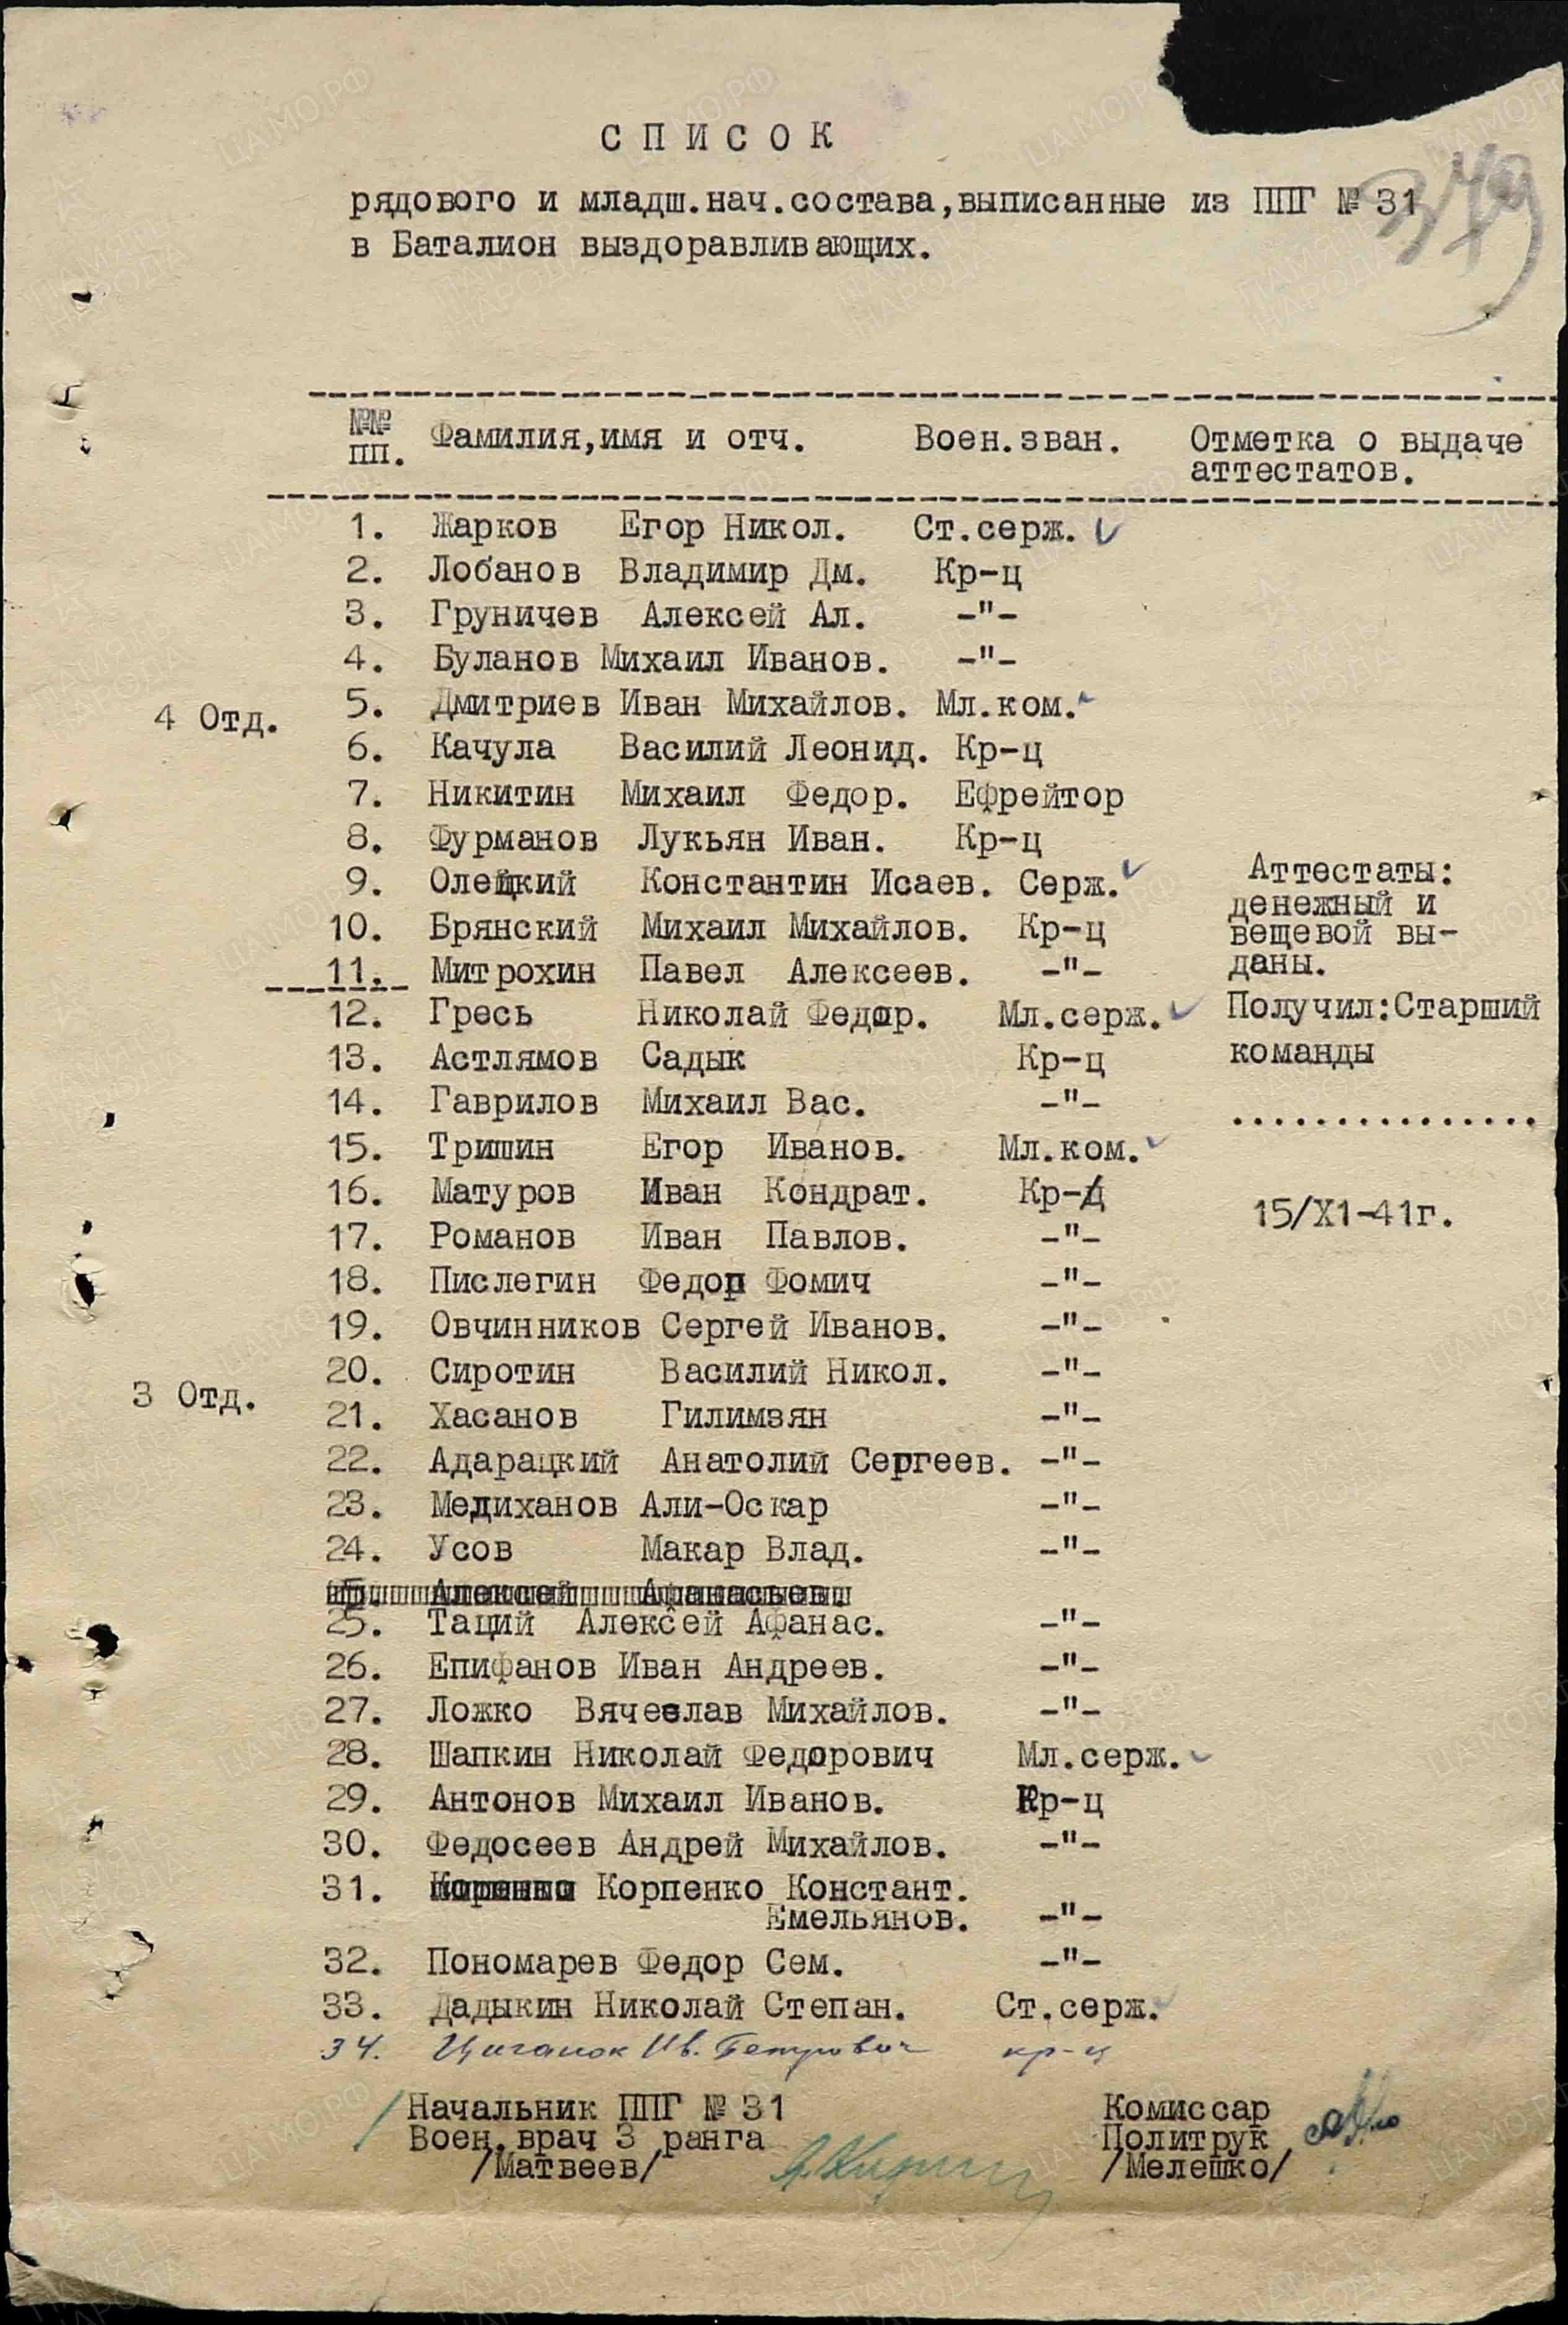 СПИСОК
379
рядового и младш.нач.состава,выписанные из ППГ № 31
в Баталион выздоравливающих.
№№ пп. Фамилия,имя и отч. Воен.зван. Отметка о выдаче аттестатов.
1. Жарков Егор Никол. Ст.серж.
2. Лобанов Владимир Дм. Кр-ц
3. Груничев Алексей Ал. -"-
4. Буланов Михаил Иванов. -"-
4 Отд.
5. Дмитриев Иван Михайлов. Мл.ком.
6. Качула Василий Леонид. Кр-ц
7. Никитин Михаил Федор. Ефрейтор
8. Фурманов Лукьян Иван. Кр-ц
9. Олецкий Константин Исаев. Серж.
10. Брянский Михаил Михайлов. Кр-ц
11. Митрохин Павел Алексеев. -"-
12. Гресь Николай Федор. Мл.серж.
13. Астлямов Садык Кр-ц
14. Гаврилов Михаил Вас. -"-
15. Тришин Егор Иванов. Мл.ком.
16. Матуров Иван Кондрат. Кр-ц
17. Романов Иван Павлов. -"-
18. Пислегин Федор Фомич -"-
19. Овчинников Сергей Иванов. -"-
20. Сиротин Василий Никол. -"-
3 Отд.
21. Хасанов Гилимзян -"-
22. Адарацкий Анатолий Сергеев. -"-
23. Медиханов Али-Оскар -"-
24. Усов Макар Влад. -"-
Алексей Афанасьев.
25. Таций Алексей Афанас. -"-
26. Епифанов Иван Андреев. -"-
27. Ложко Вячеслав Михайлов. -"-
28. Шапкин Николай Федорович Мл.серж.
29. Антонов Михаил Иванов. Кр-ц
30. Федосеев Андрей Михайлов. -"-
31. Корпенко Констант.
Емельянов. -"-
32. Пономарев Федор Сем. -"-
33. Дадыкин Николай Степан. Ст.серж.
34. Цыганок Ив. Петрович кр-ц
Аттестаты:
денежный и
вещевой вы-
даны.
Получил:Старший
команды
...............
15/X1-41г.
Начальник ППГ № 31
Воен.врач 3 ранга
/Матвеев/
Комиссар
Политрук
/Мелешко/